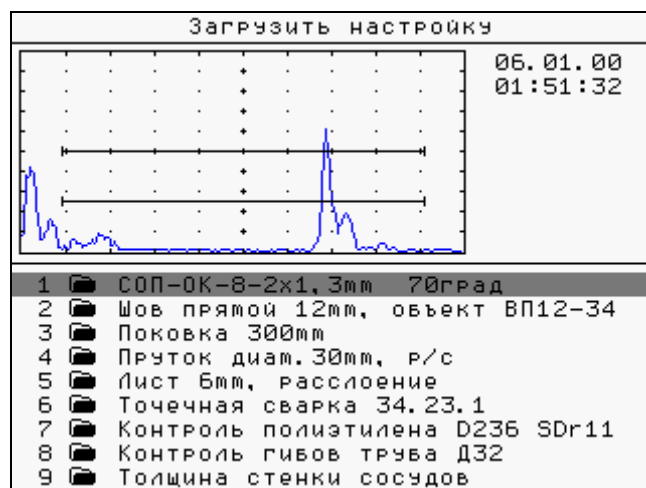 Загрузить настройку
06.01.00
01:51:32
1 СОП-ОК-8-2х1,3mm 70град
2 Шов прямой 12mm, объект ВП12-34
3 Поковка 300mm
4 Пруток диам.30mm, р/с
5 Лист 6mm, расслоение
6 Точечная сварка 34.23.1
7 Контроль полиэтилена D236 SDr11
8 Контроль гибов труба Д32
9 Толщина стенки сосудов